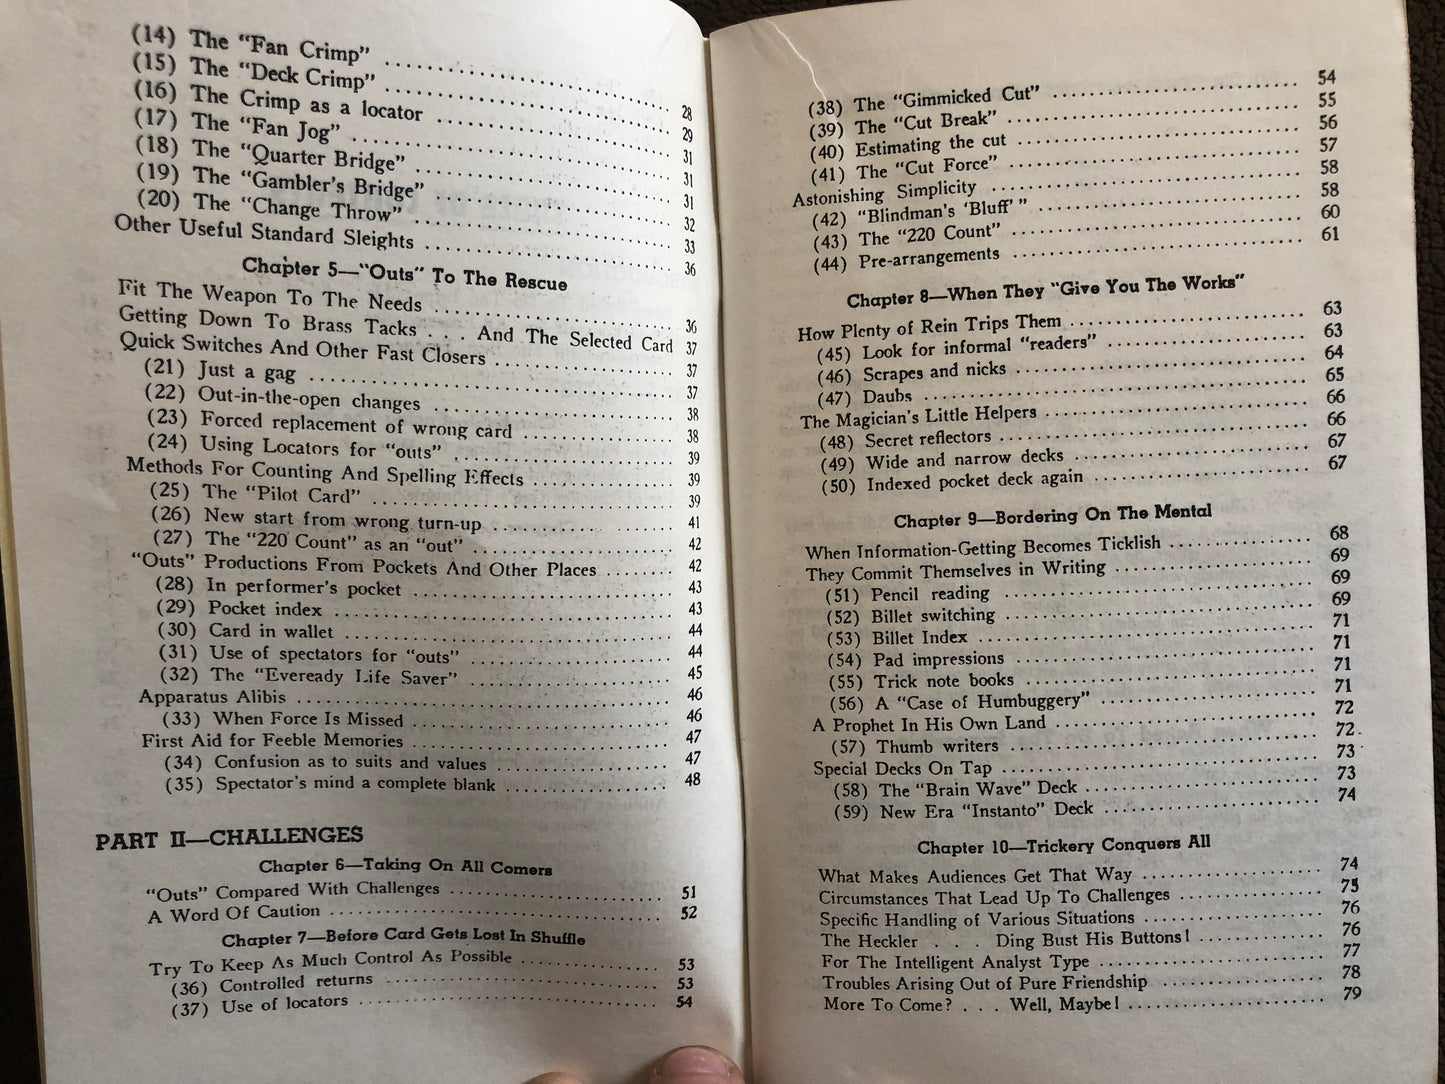 (14) The "Fan Crimp" .......... 28
(15) The "Deck Crimp" .......... 29
(16) The Crimp as a locator .......... 31
(17) The "Fan Jog" .......... 31
(18) The "Quarter Bridge" .......... 31
(19) The "Gambler's Bridge" .......... 32
(20) The "Change Throw" .......... 33
Other Useful Standard Sleights .......... 36
Chapter 5—"Outs" To The Rescue
Fit The Weapon To The Needs .......... 36
Getting Down To Brass Tacks . . . And The Selected Card 37
Quick Switches And Other Fast Closers .......... 37
(21) Just a gag .......... 37
(22) Out-in-the-open changes .......... 38
(23) Forced replacement of wrong card .......... 38
(24) Using Locators for "outs" .......... 39
Methods For Counting And Spelling Effects .......... 39
(25) The "Pilot Card" .......... 39
(26) New start from wrong turn-up .......... 41
(27) The "220 Count" as an "out" .......... 42
"Outs" Productions From Pockets And Other Places ........ 42
(28) In performer's pocket .......... 43
(29) Pocket index .......... 43
(30) Card in wallet .......... 44
(31) Use of spectators for "outs" .......... 44
(32) The "Eveready Life Saver" .......... 45
Apparatus Alibis .......... 46
(33) When Force Is Missed .......... 46
First Aid for Feeble Memories .......... 47
(34) Confusion as to suits and values .......... 47
(35) Spectator's mind a complete blank .......... 48
PART II—CHALLENGES
Chapter 6—Taking On All Comers
"Outs" Compared With Challenges .......... 51
A Word Of Caution .......... 52
Chapter 7—Before Card Gets Lost In Shuffle
Try To Keep As Much Control As Possible .......... 53
(36) Controlled returns .......... 53
(37) Use of locators .......... 54
(38) The "Gimmicked Cut" .......... 54
(39) The "Cut Break" .......... 55
(40) Estimating the cut .......... 56
(41) The "Cut Force" .......... 57
Astonishing Simplicity .......... 58
(42) "Blindman's 'Bluff' " .......... 58
(43) The "220 Count" .......... 60
(44) Pre-arrangements .......... 61
Chapter 8—When They "Give You The Works"
How Plenty of Rein Trips Them .......... 63
(45) Look for informal "readers" .......... 63
(46) Scrapes and nicks .......... 64
(47) Daubs .......... 65
The Magician's Little Helpers .......... 66
(48) Secret reflectors .......... 66
(49) Wide and narrow decks .......... 67
(50) Indexed pocket deck again .......... 67
Chapter 9—Bordering On The Mental
When Information-Getting Becomes Ticklish .......... 68
They Commit Themselves in Writing .......... 69
(51) Pencil reading .......... 69
(52) Billet switching .......... 69
(53) Billet Index .......... 71
(54) Pad impressions .......... 71
(55) Trick note books .......... 71
(56) A "Case of Humbuggery" .......... 71
A Prophet In His Own Land .......... 72
(57) Thumb writers .......... 72
Special Decks On Tap .......... 73
(58) The "Brain Wave" Deck .......... 73
(59) New Era "Instanto" Deck .......... 74
Chapter 10—Trickery Conquers All
What Makes Audiences Get That Way .......... 74
Circumstances That Lead Up To Challenges .......... 75
Specific Handling of Various Situations .......... 76
The Heckler . . . Ding Bust His Buttons! .......... 76
For The Intelligent Analyst Type .......... 77
Troubles Arising Out of Pure Friendship .......... 78
More To Come? . . . Well, Maybe! .......... 79